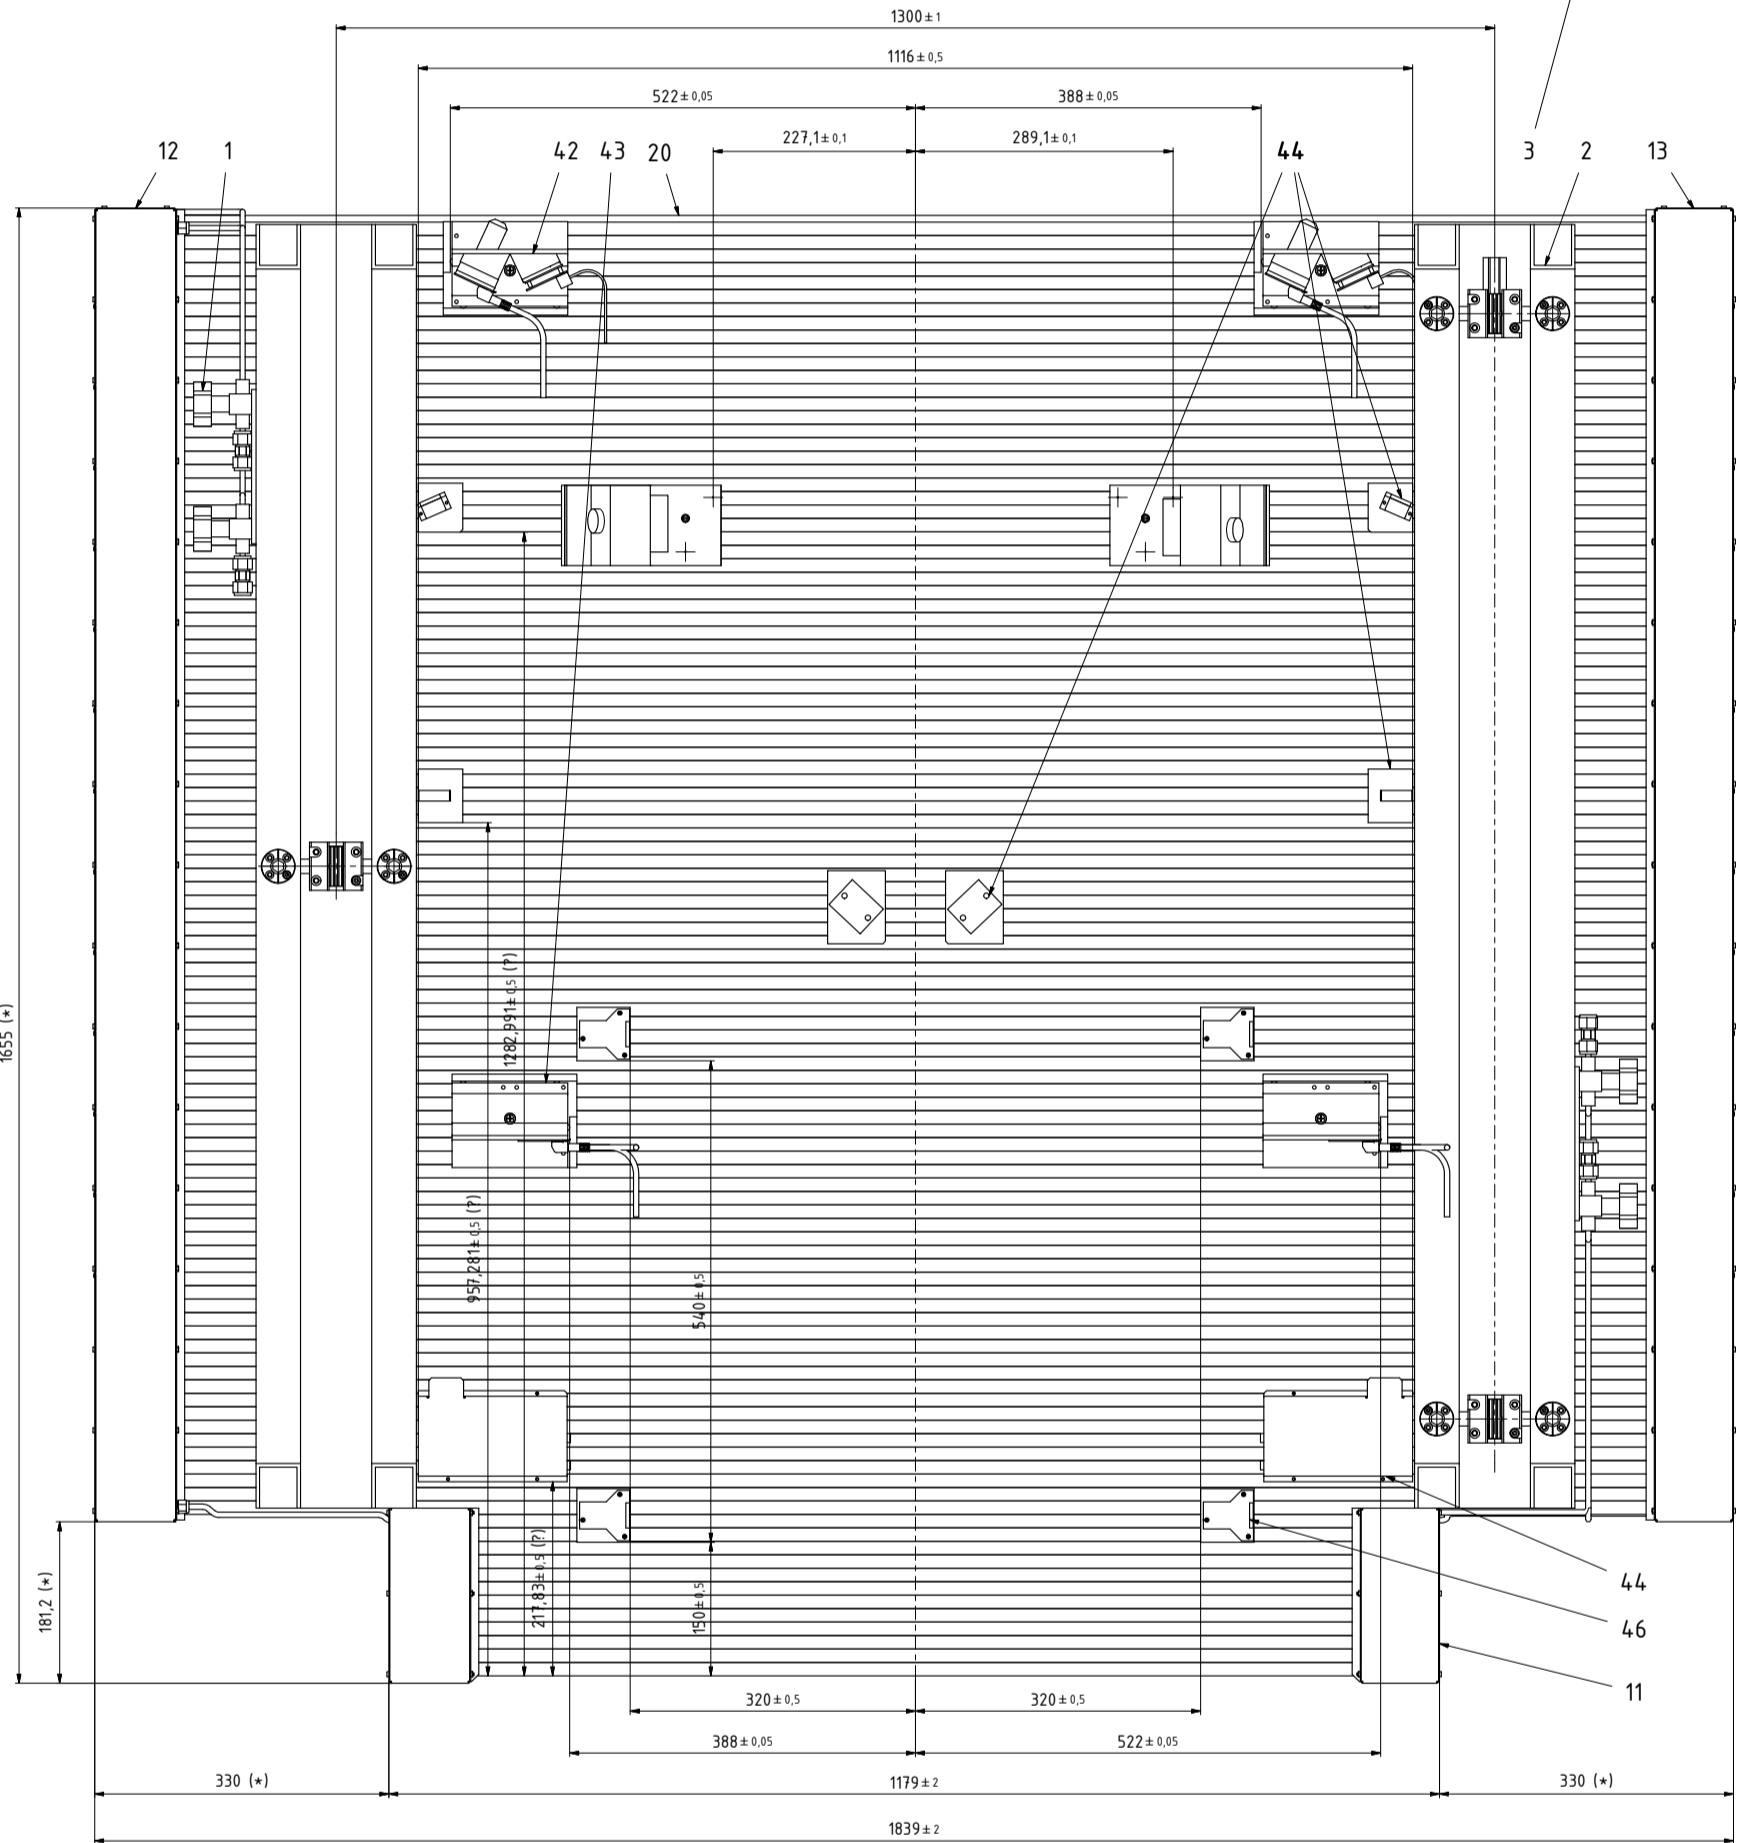 1300 ± 1
1116 ± 0,5
522 ± 0,05
388 ± 0,05
227,1 ± 0,1
289,1 ± 0,1
12
1
42
43
20
44
3
2
13
1655 (*)
1282,991 ± 0,5 (?)
957,281 ± 0,5 (?)
540 ± 0,5
217,83 ± 0,5 (?)
150 ± 0,5
181,2 (*)
44
46
11
320 ± 0,5
320 ± 0,5
388 ± 0,05
522 ± 0,05
330 (*)
1179 ± 2
330 (*)
1839 ± 2